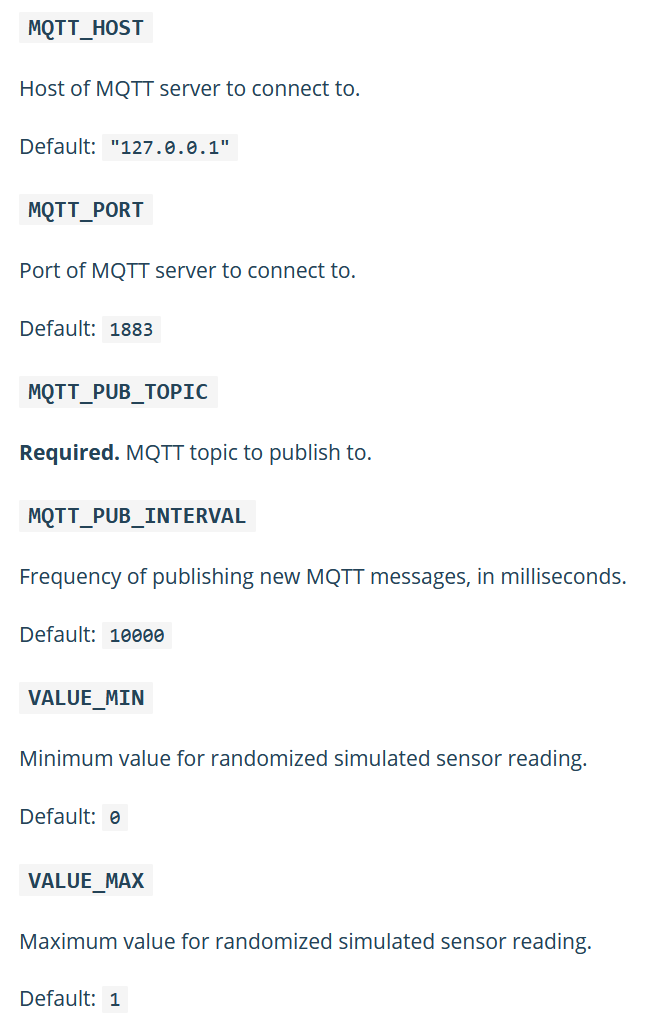 MQTT_HOST
Host of MQTT server to connect to.
Default: "127.0.0.1"
MQTT_PORT
Port of MQTT server to connect to.
Default: 1883
MQTT_PUB_TOPIC
Required. MQTT topic to publish to.
MQTT_PUB_INTERVAL
Frequency of publishing new MQTT messages, in milliseconds.
Default: 10000
VALUE_MIN
Minimum value for randomized simulated sensor reading.
Default: 0
VALUE_MAX
Maximum value for randomized simulated sensor reading.
Default: 1